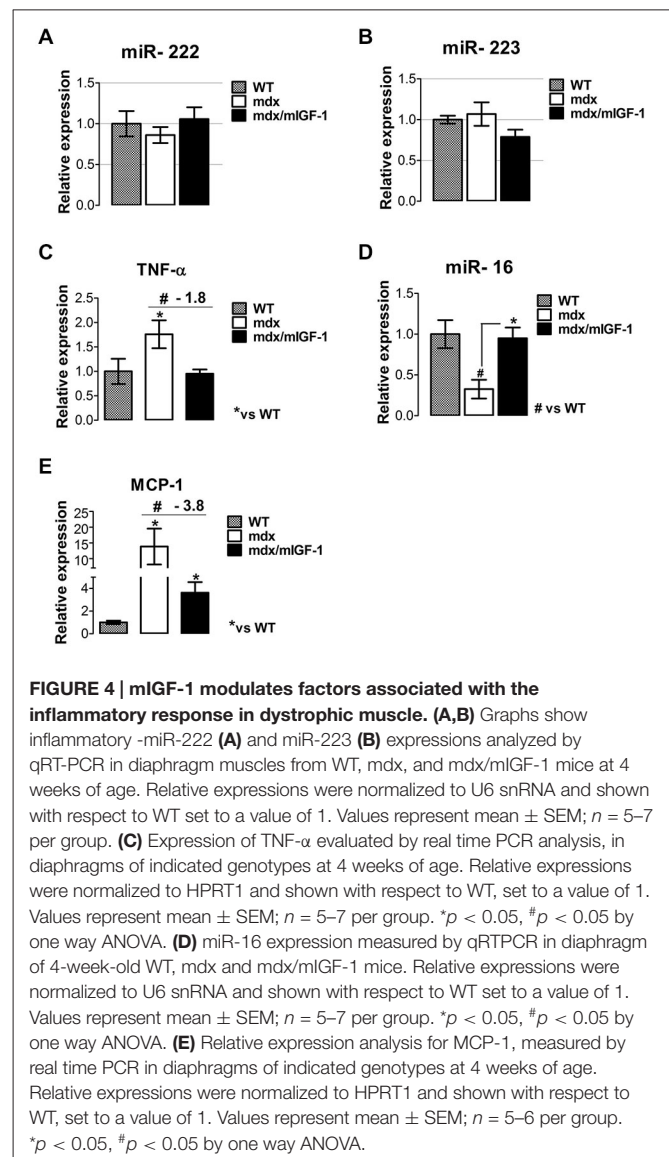 A
miR- 222
Relative expression
1.5
1.0
0.5
0.0
WT
mdx
mdx/mIGF-1
B
miR- 223
Relative expression
1.5
1.0
0.5
0.0
WT
mdx
mdx/mIGF-1
C
TNF-α
Relative expression
2.5
2.0
1.5
1.0
0.5
0.0
# - 1.8
*
WT
mdx
mdx/mIGF-1
*vs WT
D
miR- 16
Relative expression
1.5
1.0
0.5
0.0
#
*
WT
mdx
mdx/mIGF-1
# vs WT
E
MCP-1
Relative expression
25
20
15
10
4
2
0
# - 3.8
*
*
WT
mdx
mdx/mIGF-1
*vs WT
FIGURE 4 | mIGF-1 modulates factors associated with the
inflammatory response in dystrophic muscle. (A,B) Graphs show
inflammatory -miR-222 (A) and miR-223 (B) expressions analyzed by
qRT-PCR in diaphragm muscles from WT, mdx, and mdx/mIGF-1 mice at 4
weeks of age. Relative expressions were normalized to U6 snRNA and shown
with respect to WT set to a value of 1. Values represent mean ± SEM; n = 5–7
per group. (C) Expression of TNF-α evaluated by real time PCR analysis, in
diaphragms of indicated genotypes at 4 weeks of age. Relative expressions
were normalized to HPRT1 and shown with respect to WT, set to a value of 1.
Values represent mean ± SEM; n = 5–7 per group. *p < 0.05, #p < 0.05 by
one way ANOVA. (D) miR-16 expression measured by qRTPCR in diaphragm
of 4-week-old WT, mdx and mdx/mIGF-1 mice. Relative expressions were
normalized to U6 snRNA and shown with respect to WT set to a value of 1.
Values represent mean ± SEM; n = 5–7 per group. *p < 0.05, #p < 0.05 by
one way ANOVA. (E) Relative expression analysis for MCP-1, measured by
real time PCR in diaphragms of indicated genotypes at 4 weeks of age.
Relative expressions were normalized to HPRT1 and shown with respect to
WT, set to a value of 1. Values represent mean ± SEM; n = 5–6 per group.
*p < 0.05, #p < 0.05 by one way ANOVA.